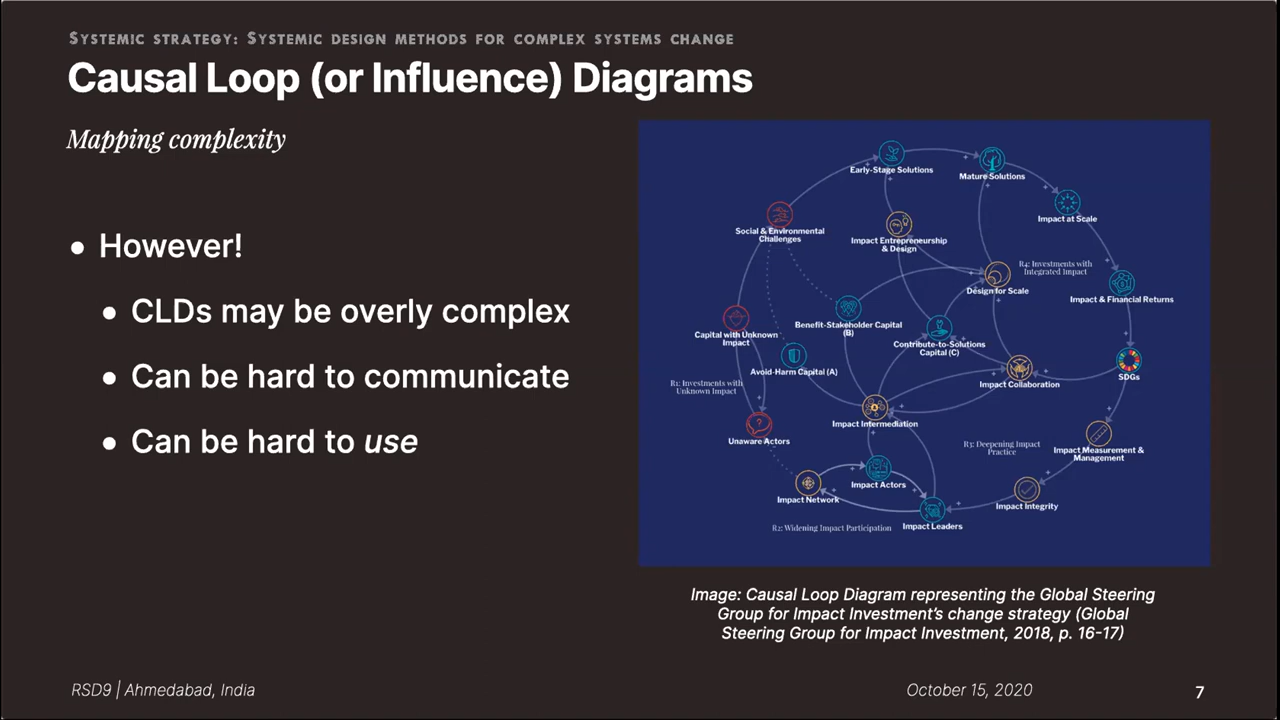 Systemic strategy: Systemic design methods for complex systems change
Causal Loop (or Influence) Diagrams
Mapping complexity
• However!
• CLDs may be overly complex
• Can be hard to communicate
• Can be hard to use
Early-Stage Solutions
Mature Solutions
Impact at Scale
Social & Environmental
Challenges
Impact Entrepreneurship
& Design
R4: Investments with
Integrated Impact
Design for Scale
Impact & Financial Returns
Benefit-Stakeholder Capital
(B)
Capital with Unknown
Impact
Contribute-to-Solutions
Capital (C)
Avoid-Harm Capital (A)
SDGs
Impact Collaboration
R1: Investments with
Unknown Impact
Impact Intermediation
Unaware Actors
R3: Deepening Impact
Practice
Impact Measurement &
Management
Impact Actors
Impact Network
Impact Integrity
R2: Widening Impact Participation
Impact Leaders
Image: Causal Loop Diagram representing the Global Steering
Group for Impact Investment's change strategy (Global
Steering Group for Impact Investment, 2018, p. 16-17)
RSD9 | Ahmedabad, India
October 15, 2020
7